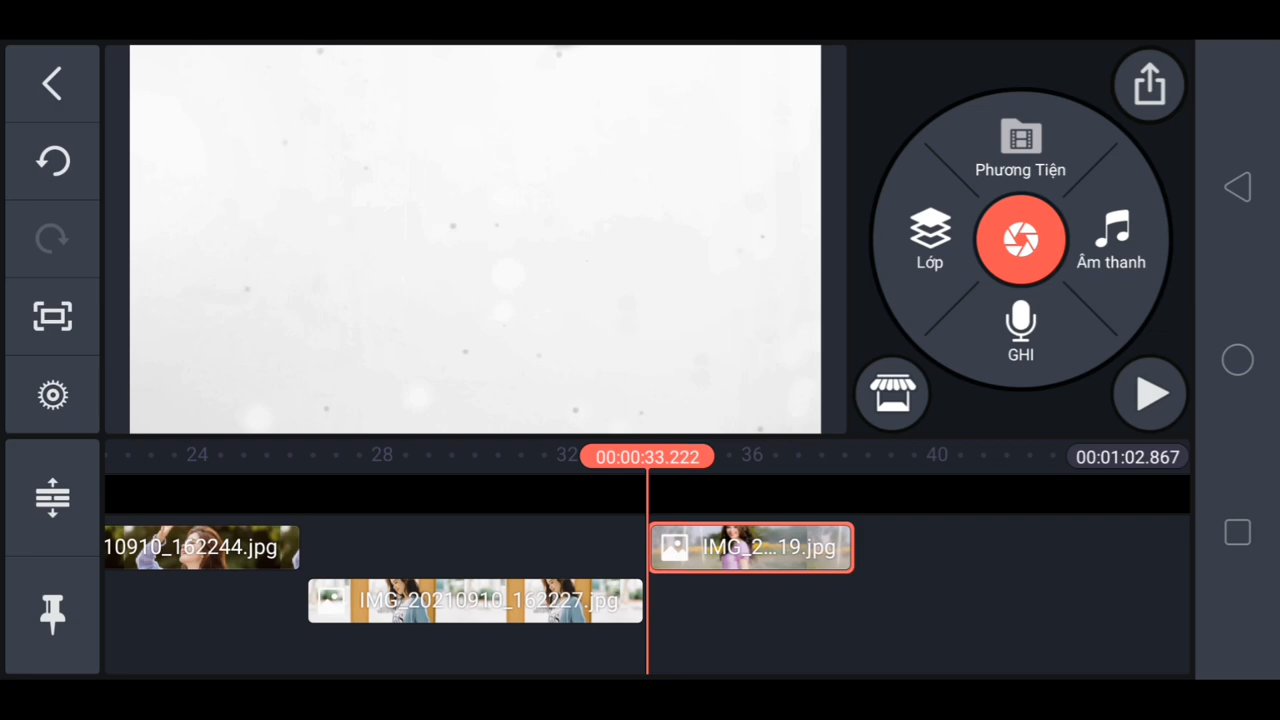 Phương Tiện
Lớp
Âm thanh
GHI
24
28
32
00:00:33.222
36
40
00:01:02.867
10910_162244.jpg
IMG_2...19.jpg
IMG_20210910_162227.jpg